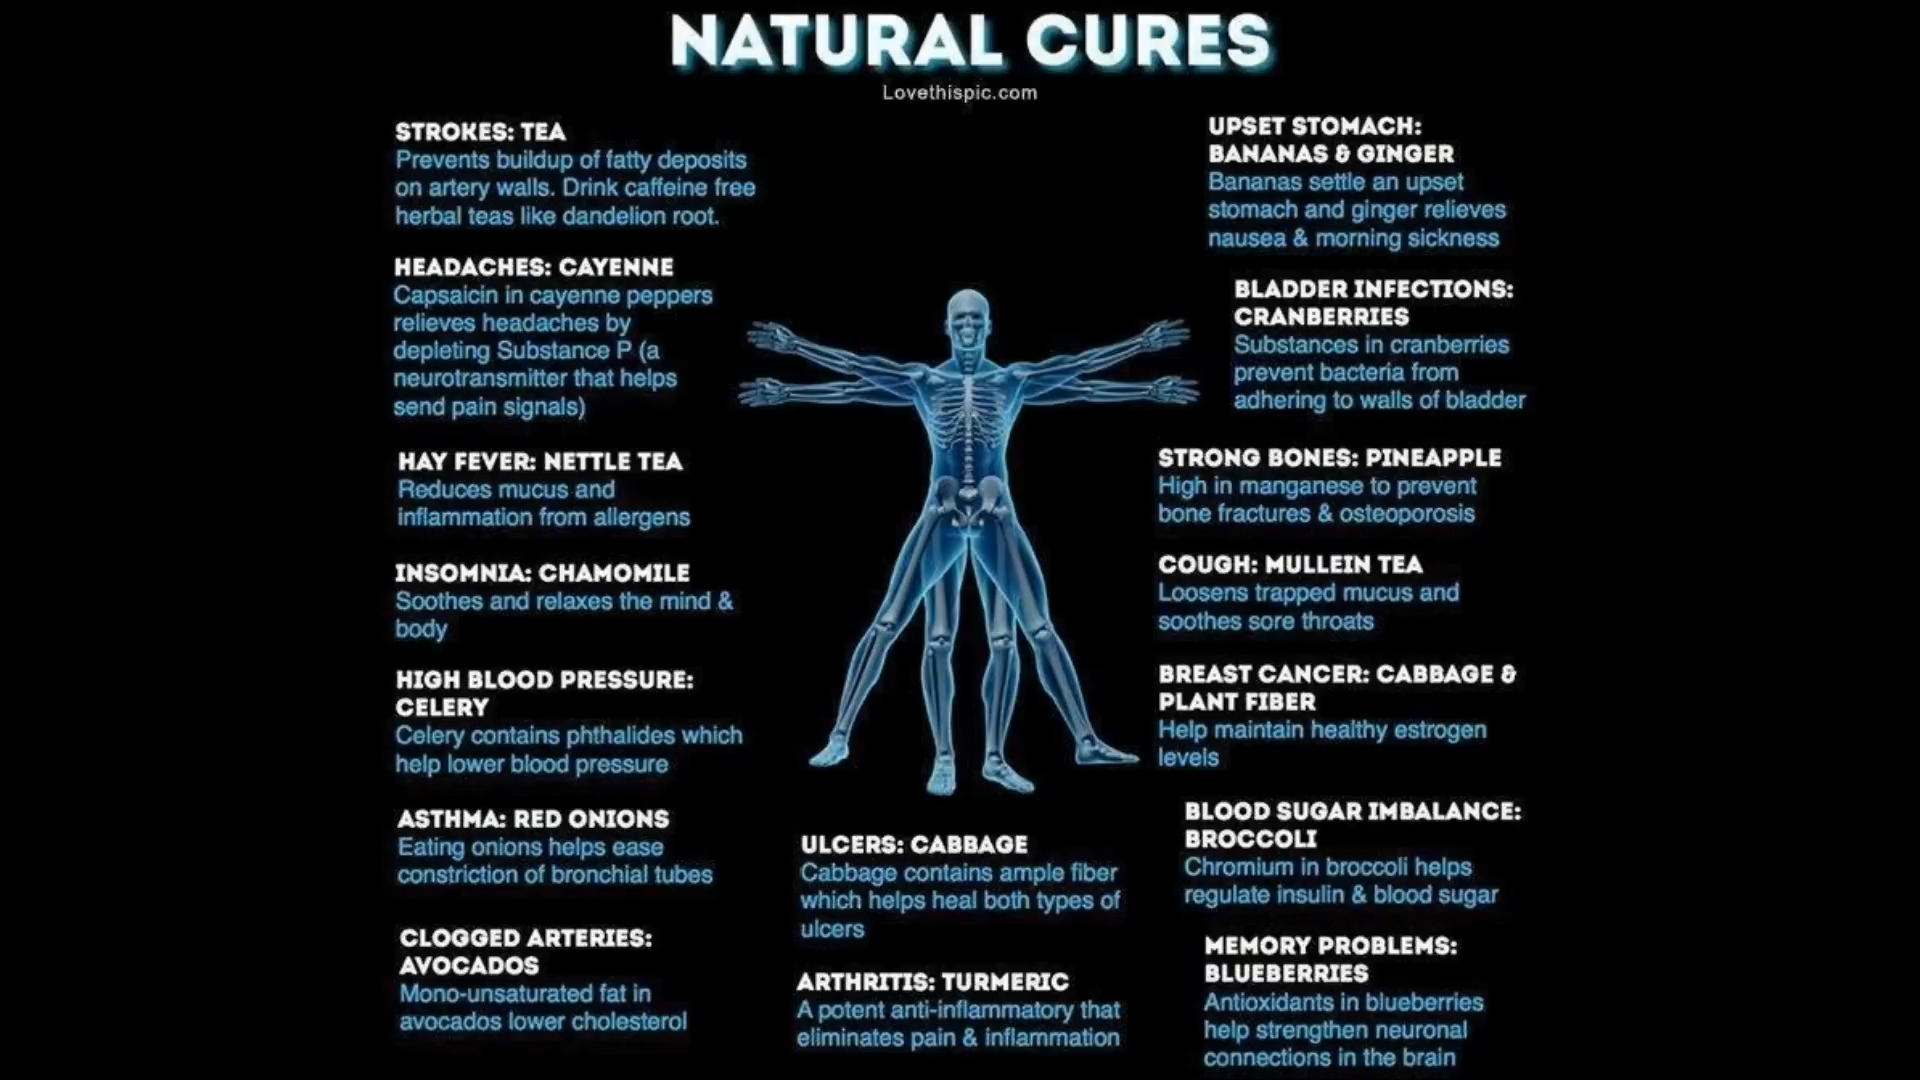 NATURAL CURES
Lovethispic.com
STROKES: TEA
Prevents buildup of fatty deposits
on artery walls. Drink caffeine free
herbal teas like dandelion root.
HEADACHES: CAYENNE
Capsaicin in cayenne peppers
relieves headaches by
depleting Substance P (a
neurotransmitter that helps
send pain signals)
HAY FEVER: NETTLE TEA
Reduces mucus and
inflammation from allergens
INSOMNIA: CHAMOMILE
Soothes and relaxes the mind &
body
HIGH BLOOD PRESSURE:
CELERY
Celery contains phthalides which
help lower blood pressure
ASTHMA: RED ONIONS
Eating onions helps ease
constriction of bronchial tubes
CLOGGED ARTERIES:
AVOCADOS
Mono-unsaturated fat in
avocados lower cholesterol
ULCERS: CABBAGE
Cabbage contains ample fiber
which helps heal both types of
ulcers
ARTHRITIS: TURMERIC
A potent anti-inflammatory that
eliminates pain & inflammation
UPSET STOMACH:
BANANAS & GINGER
Bananas settle an upset
stomach and ginger relieves
nausea & morning sickness
BLADDER INFECTIONS:
CRANBERRIES
Substances in cranberries
prevent bacteria from
adhering to walls of bladder
STRONG BONES: PINEAPPLE
High in manganese to prevent
bone fractures & osteoporosis
COUGH: MULLEIN TEA
Loosens trapped mucus and
soothes sore throats
BREAST CANCER: CABBAGE &
PLANT FIBER
Help maintain healthy estrogen
levels
BLOOD SUGAR IMBALANCE:
BROCCOLI
Chromium in broccoli helps
regulate insulin & blood sugar
MEMORY PROBLEMS:
BLUEBERRIES
Antioxidants in blueberries
help strengthen neuronal
connections in the brain